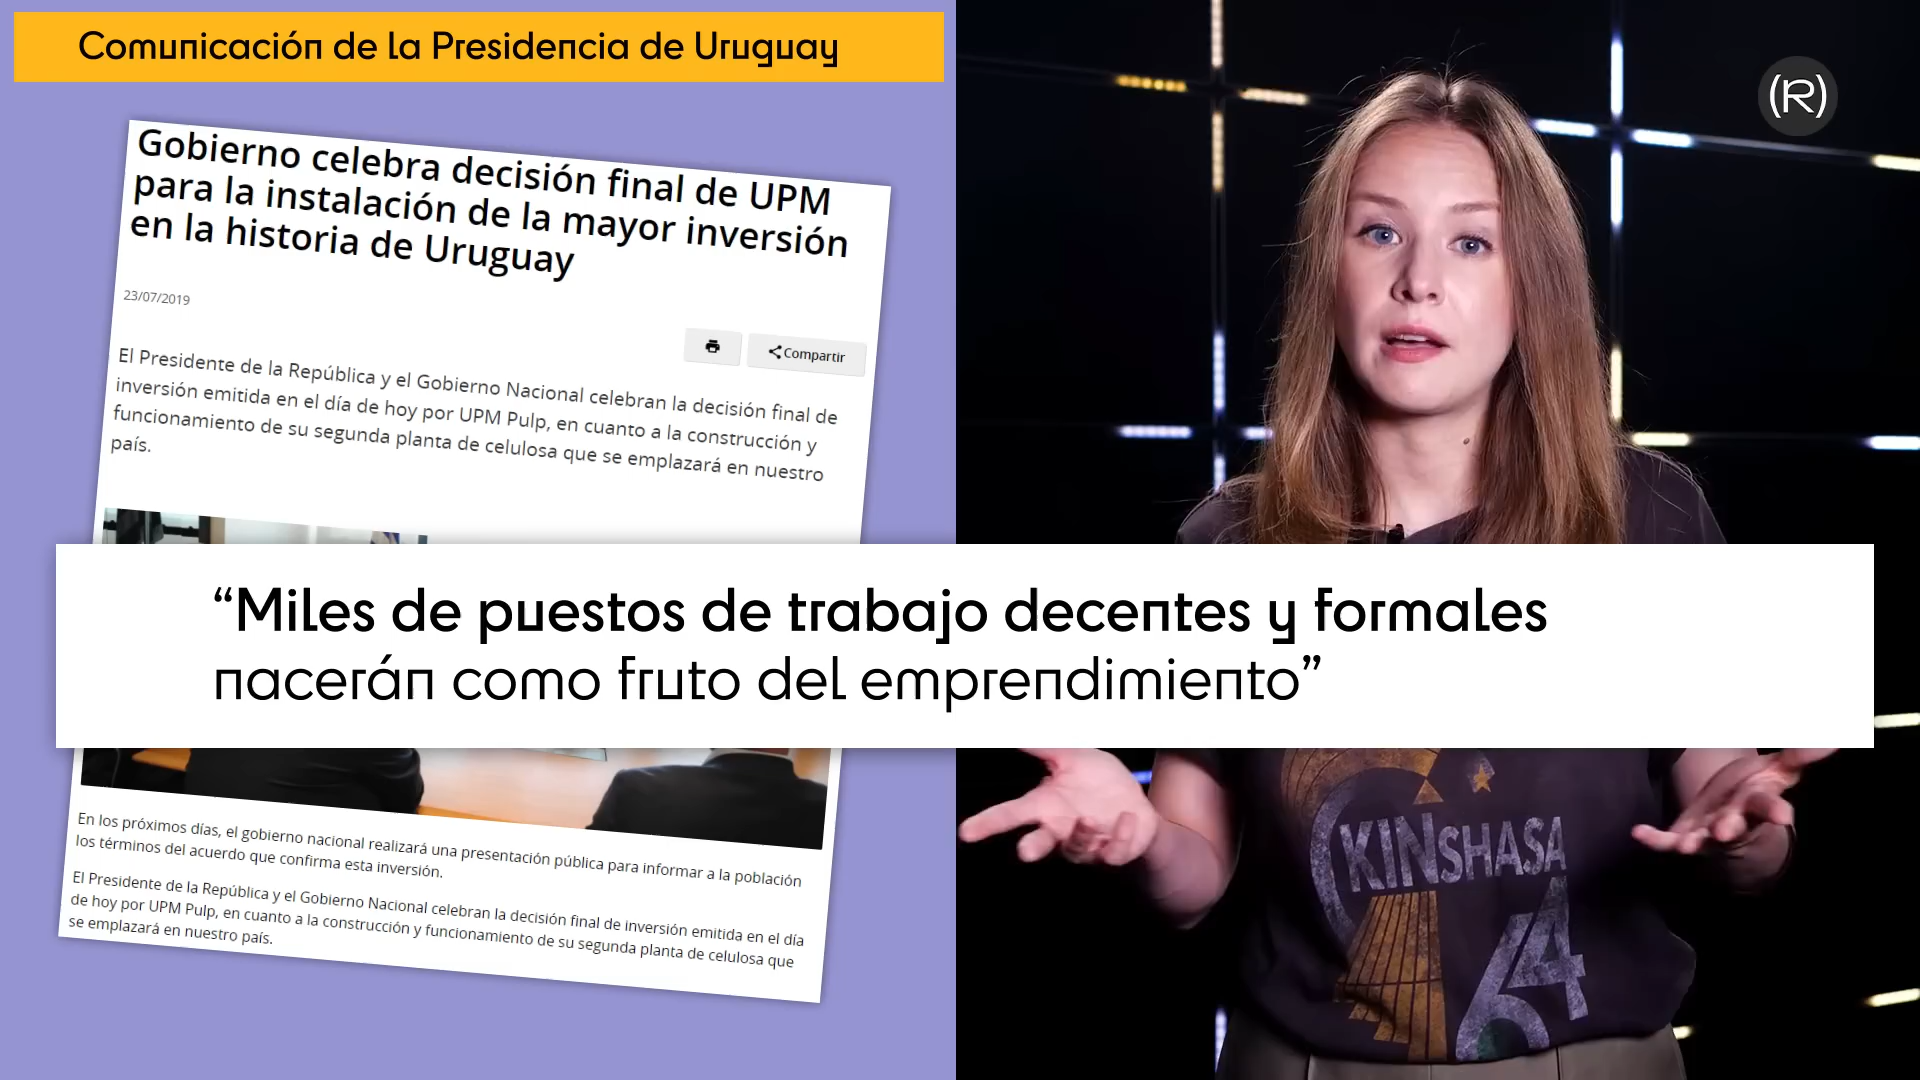 Comunicación de la Presidencia de Uruguay
Gobierno celebra decisión final de UPM
para la instalación de la mayor inversión
en la historia de Uruguay
23/07/2019
Compartir
El Presidente de la República y el Gobierno Nacional celebran la decisión final de
inversión emitida en el día de hoy por UPM Pulp, en cuanto a la construcción y
funcionamiento de su segunda planta de celulosa que se emplazará en nuestro
país.
“Miles de puestos de trabajo decentes y formales
nacerán como fruto del emprendimiento”
En los próximos días, el gobierno nacional realizará una presentación pública para informar a la población
los términos del acuerdo que confirma esta inversión.
El Presidente de la República y el Gobierno Nacional celebran la decisión final de inversión emitida en el día
de hoy por UPM Pulp, en cuanto a la construcción y funcionamiento de su segunda planta de celulosa que
se emplazará en nuestro país.
(R)
KINSHASA
64